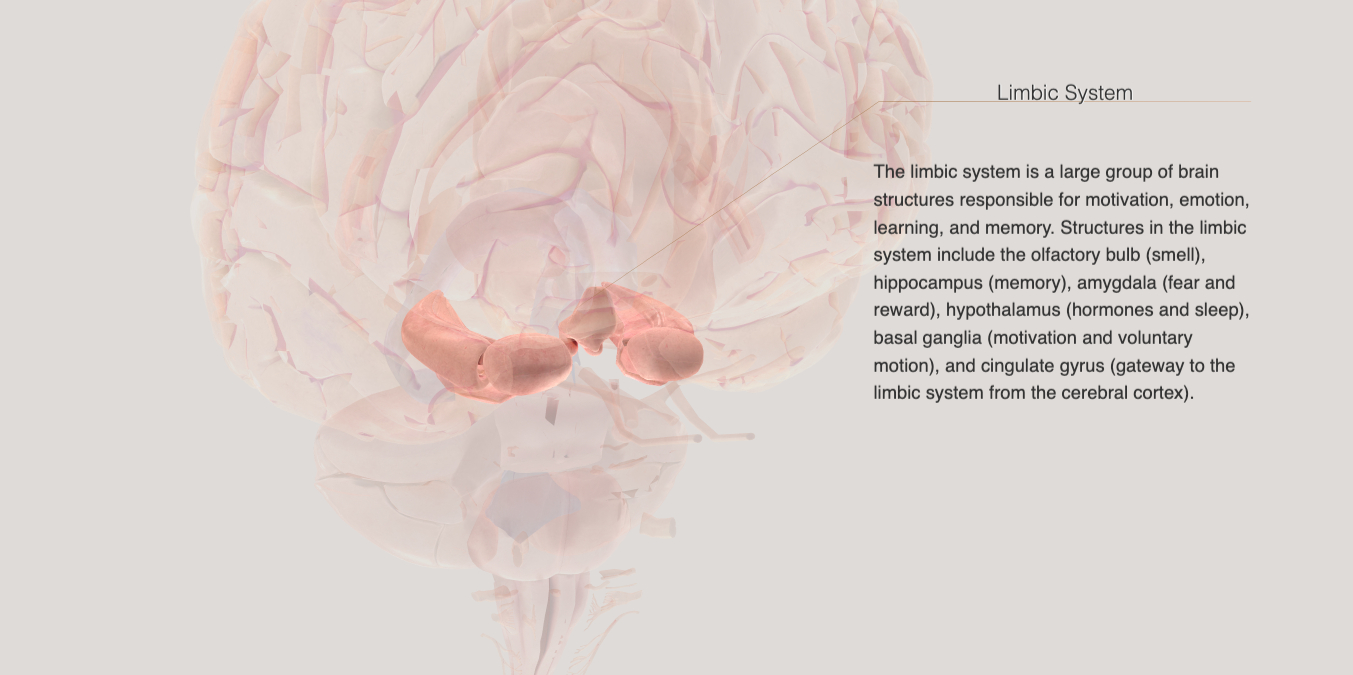 Limbic System
The limbic system is a large group of brain
structures responsible for motivation, emotion,
learning, and memory. Structures in the limbic
system include the olfactory bulb (smell),
hippocampus (memory), amygdala (fear and
reward), hypothalamus (hormones and sleep),
basal ganglia (motivation and voluntary
motion), and cingulate gyrus (gateway to the
limbic system from the cerebral cortex).